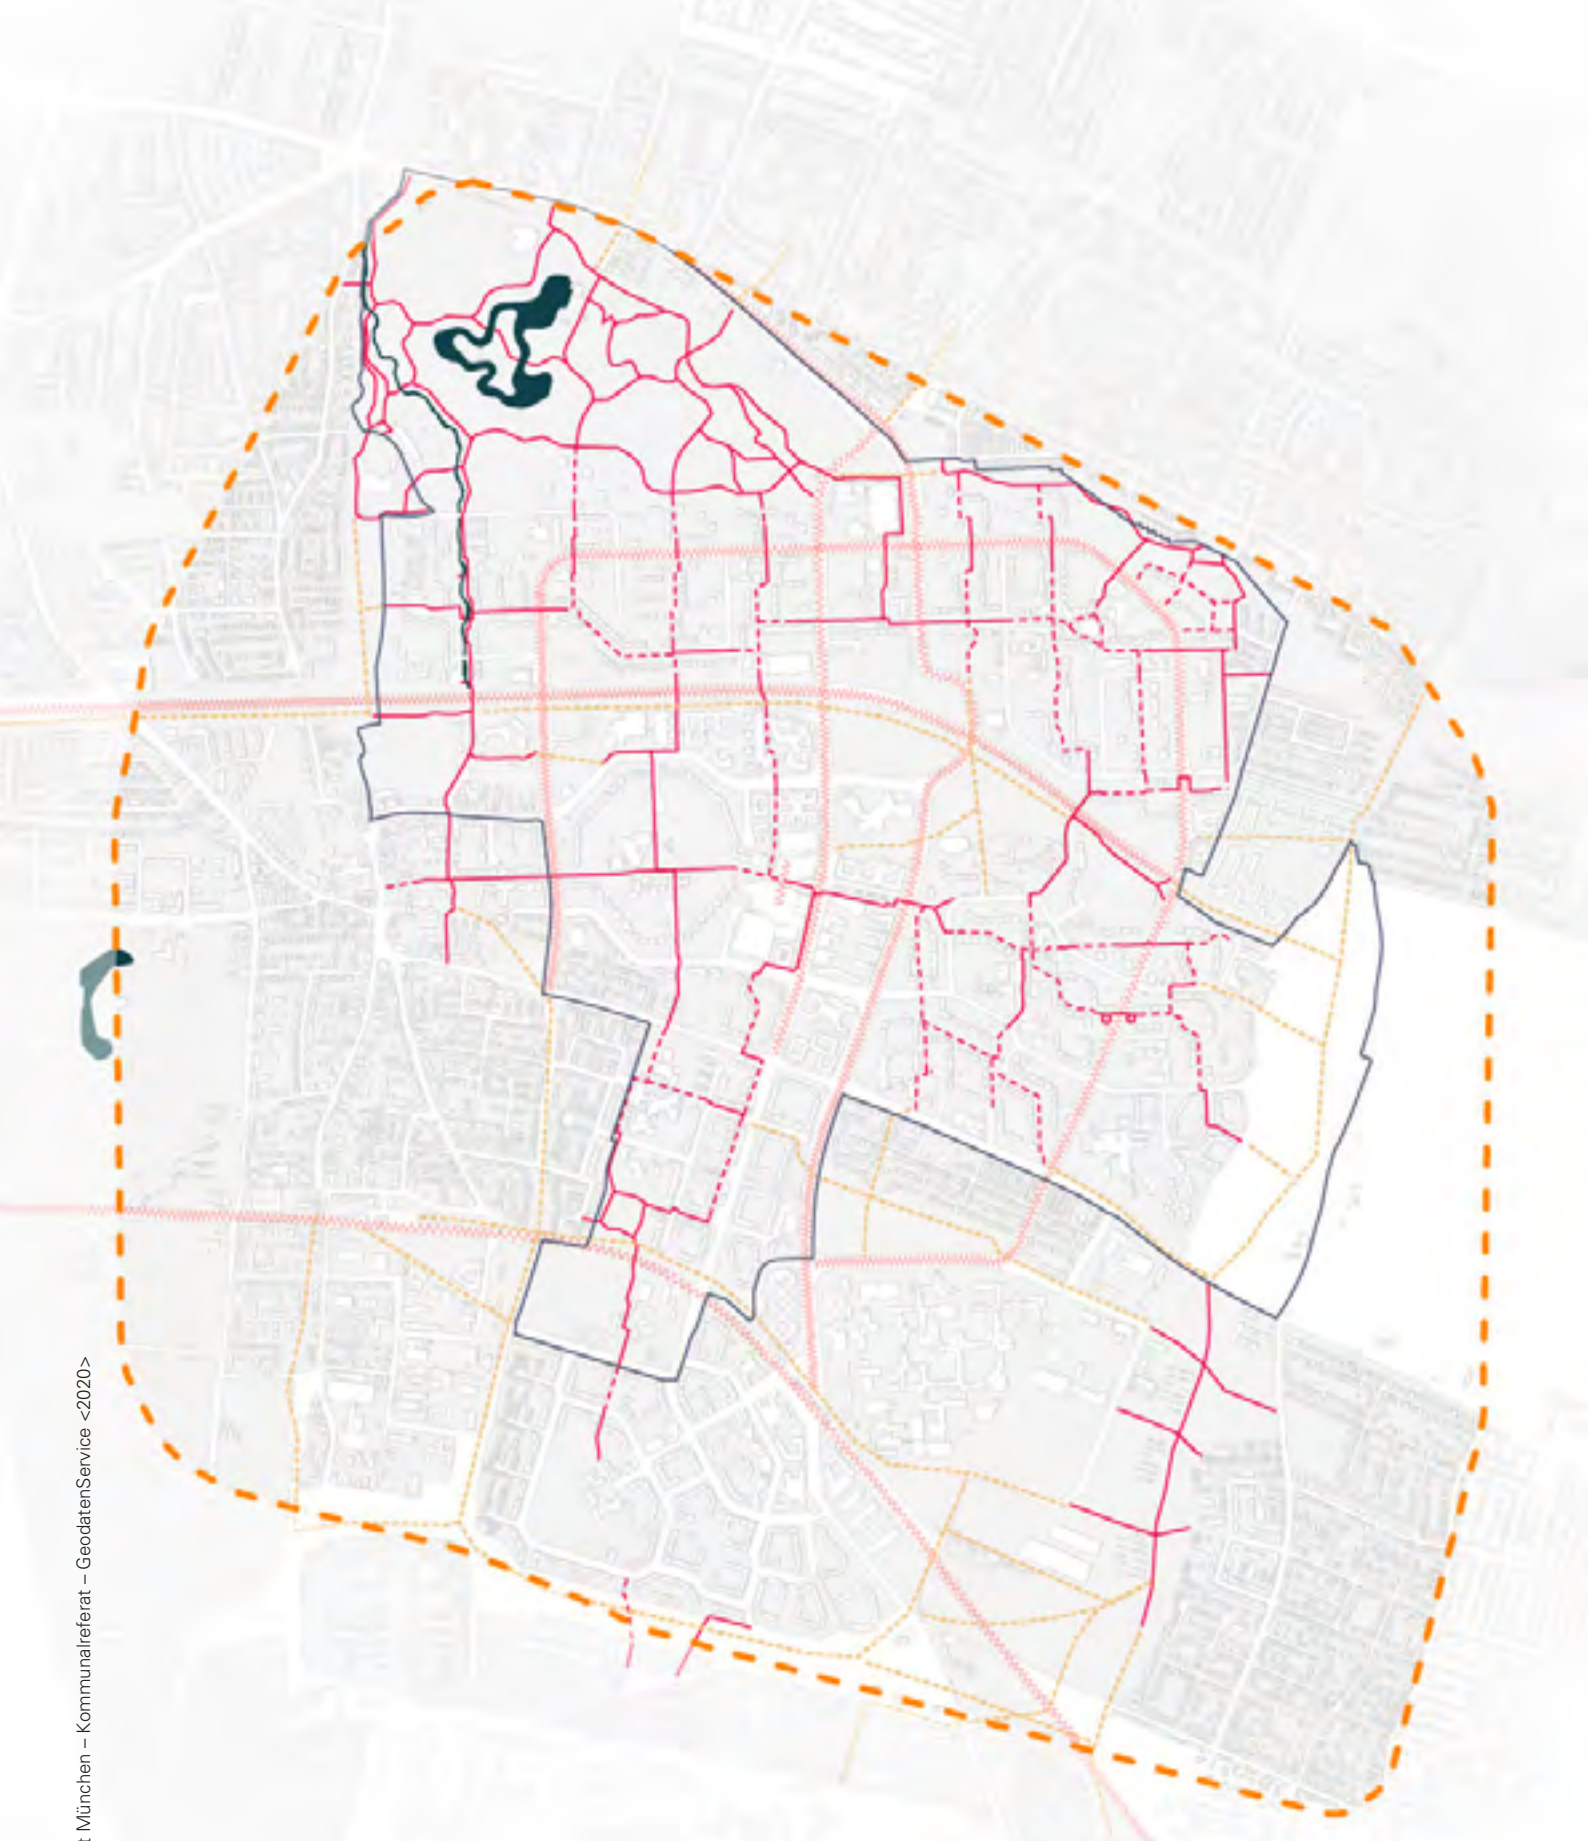 t München – Kommunalreferat – GeodatenService <2020>